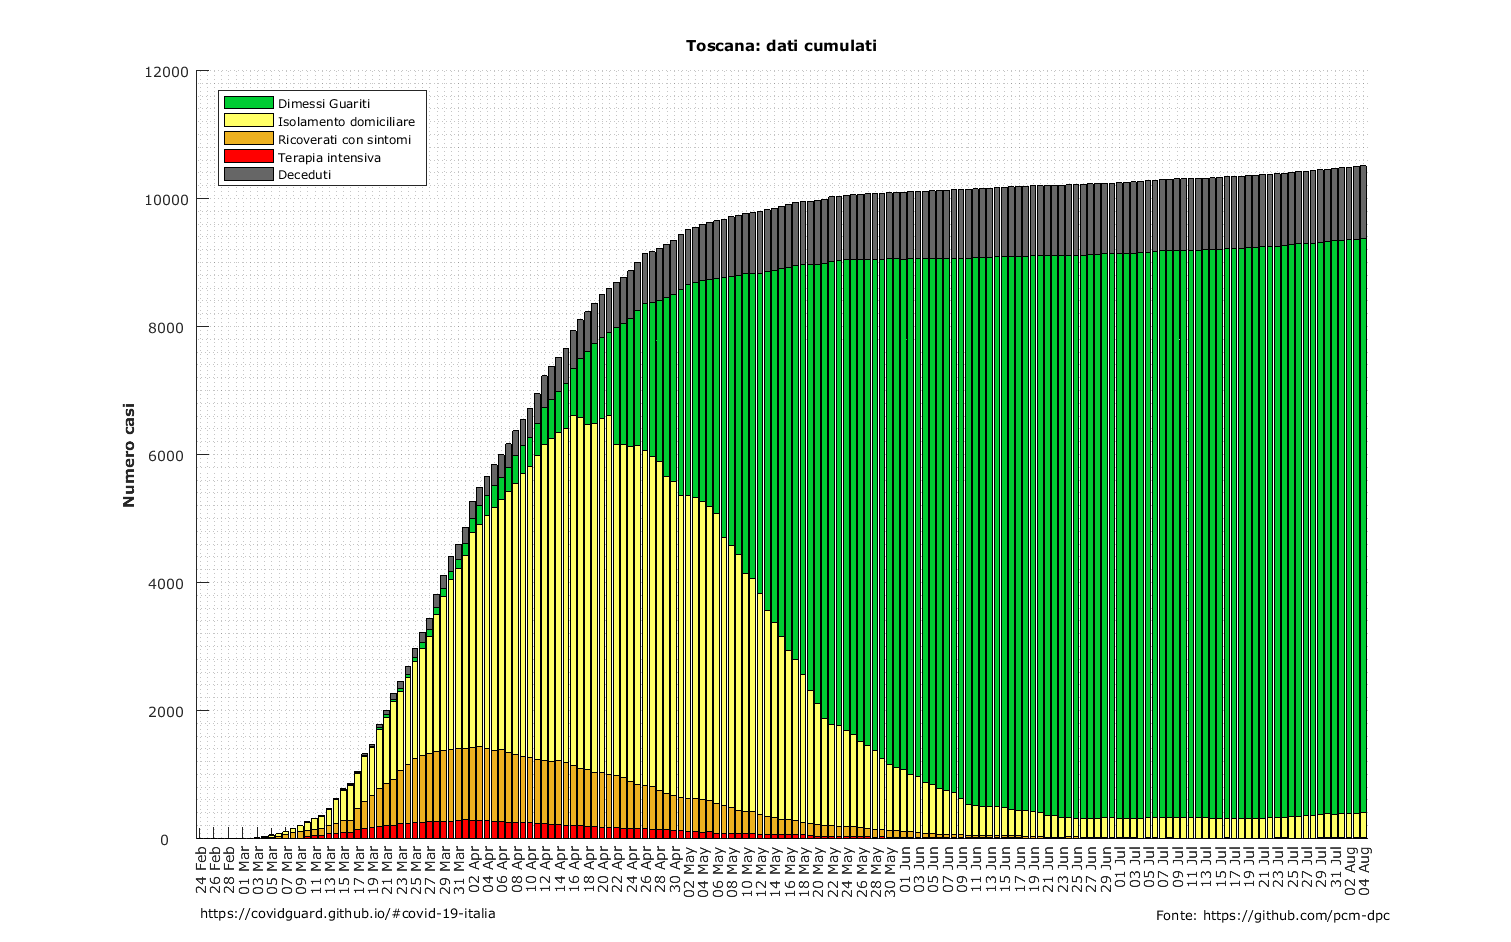 Toscana: dati cumulati
12000
10000
8000
6000
4000
2000
0
Numero casi
Dimessi Guariti
Isolamento domiciliare
Ricoverati con sintomi
Terapia intensiva
Deceduti
24 Feb
26 Feb
28 Feb
01 Mar
03 Mar
05 Mar
07 Mar
09 Mar
11 Mar
13 Mar
15 Mar
17 Mar
19 Mar
21 Mar
23 Mar
25 Mar
27 Mar
29 Mar
31 Mar
02 Apr
04 Apr
06 Apr
08 Apr
10 Apr
12 Apr
14 Apr
16 Apr
18 Apr
20 Apr
22 Apr
24 Apr
26 Apr
28 Apr
30 Apr
02 May
04 May
06 May
08 May
10 May
12 May
14 May
16 May
18 May
20 May
22 May
24 May
26 May
28 May
30 May
01 Jun
03 Jun
05 Jun
07 Jun
09 Jun
11 Jun
13 Jun
15 Jun
17 Jun
19 Jun
21 Jun
23 Jun
25 Jun
27 Jun
29 Jun
01 Jul
03 Jul
05 Jul
07 Jul
09 Jul
11 Jul
13 Jul
15 Jul
17 Jul
19 Jul
21 Jul
23 Jul
25 Jul
27 Jul
29 Jul
31 Jul
02 Aug
04 Aug
https://covidguard.github.io/#covid-19-italia
Fonte: https://github.com/pcm-dpc